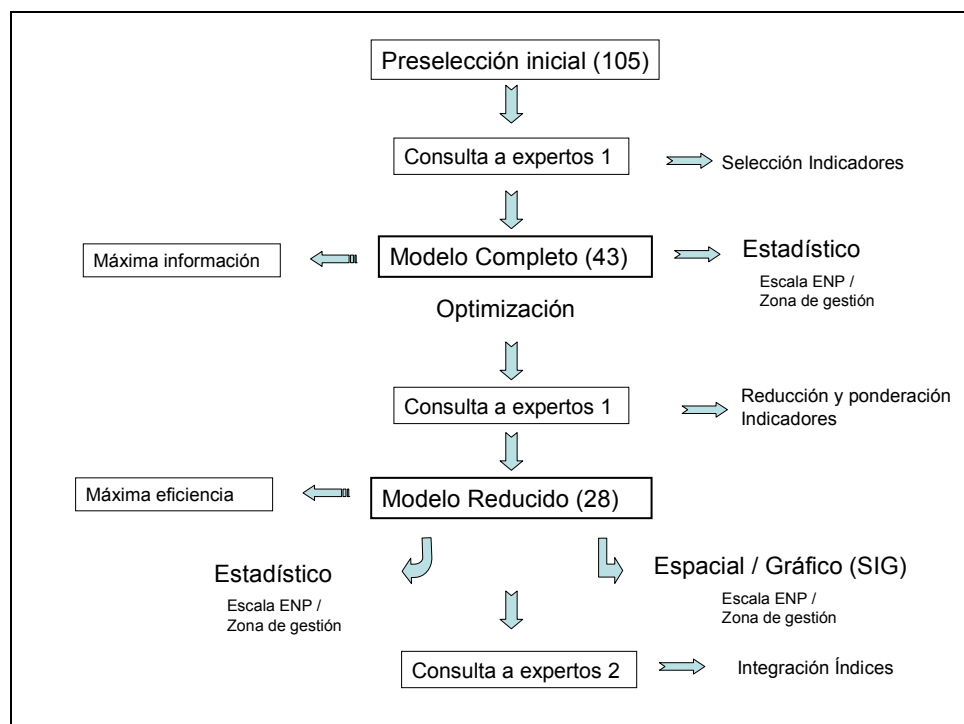 Preselección inicial (105)
Consulta a expertos 1
Selección Indicadores
Máxima información
Modelo Completo (43)
Estadístico
Escala ENP /
Zona de gestión
Optimización
Consulta a expertos 1
Reducción y ponderación
Indicadores
Máxima eficiencia
Modelo Reducido (28)
Estadístico
Escala ENP /
Zona de gestión
Espacial / Gráfico (SIG)
Escala ENP /
Zona de gestión
Consulta a expertos 2
Integración Índices